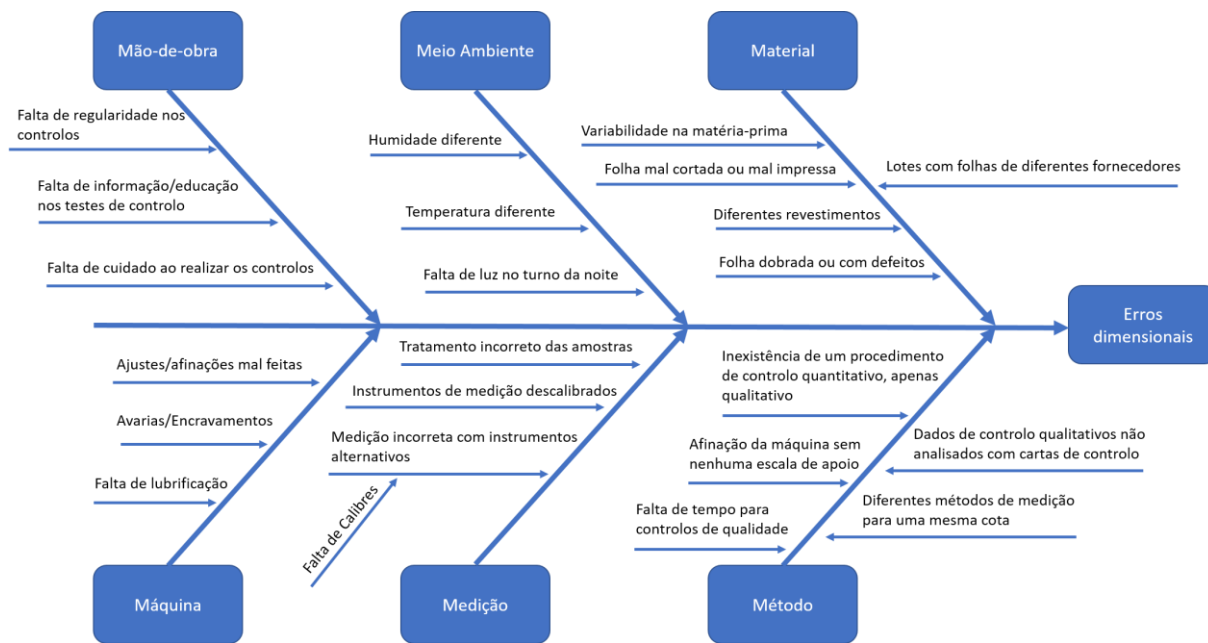 Mão-de-obra
Meio Ambiente
Material
Falta de regularidade nos
controlos
Falta de informação/educação
nos testes de controlo
Falta de cuidado ao realizar os controlos
Humidade diferente
Temperatura diferente
Falta de luz no turno da noite
Variabilidade na matéria-prima
Folha mal cortada ou mal impressa
Lotes com folhas de diferentes fornecedores
Diferentes revestimentos
Folha dobrada ou com defeitos
Erros
dimensionais
Ajustes/afinações mal feitas
Avarias/Encravamentos
Falta de lubrificação
Tratamento incorreto das amostras
Instrumentos de medição descalibrados
Medição incorreta com instrumentos
alternativos
Falta de Calibres
Inexistência de um procedimento
de controlo quantitativo, apenas
qualitativo
Afinação da máquina sem
nenhuma escala de apoio
Dados de controlo qualitativos não
analisados com cartas de controlo
Falta de tempo para
controlos de qualidade
Diferentes métodos de medição
para uma mesma cota
Máquina
Medição
Método